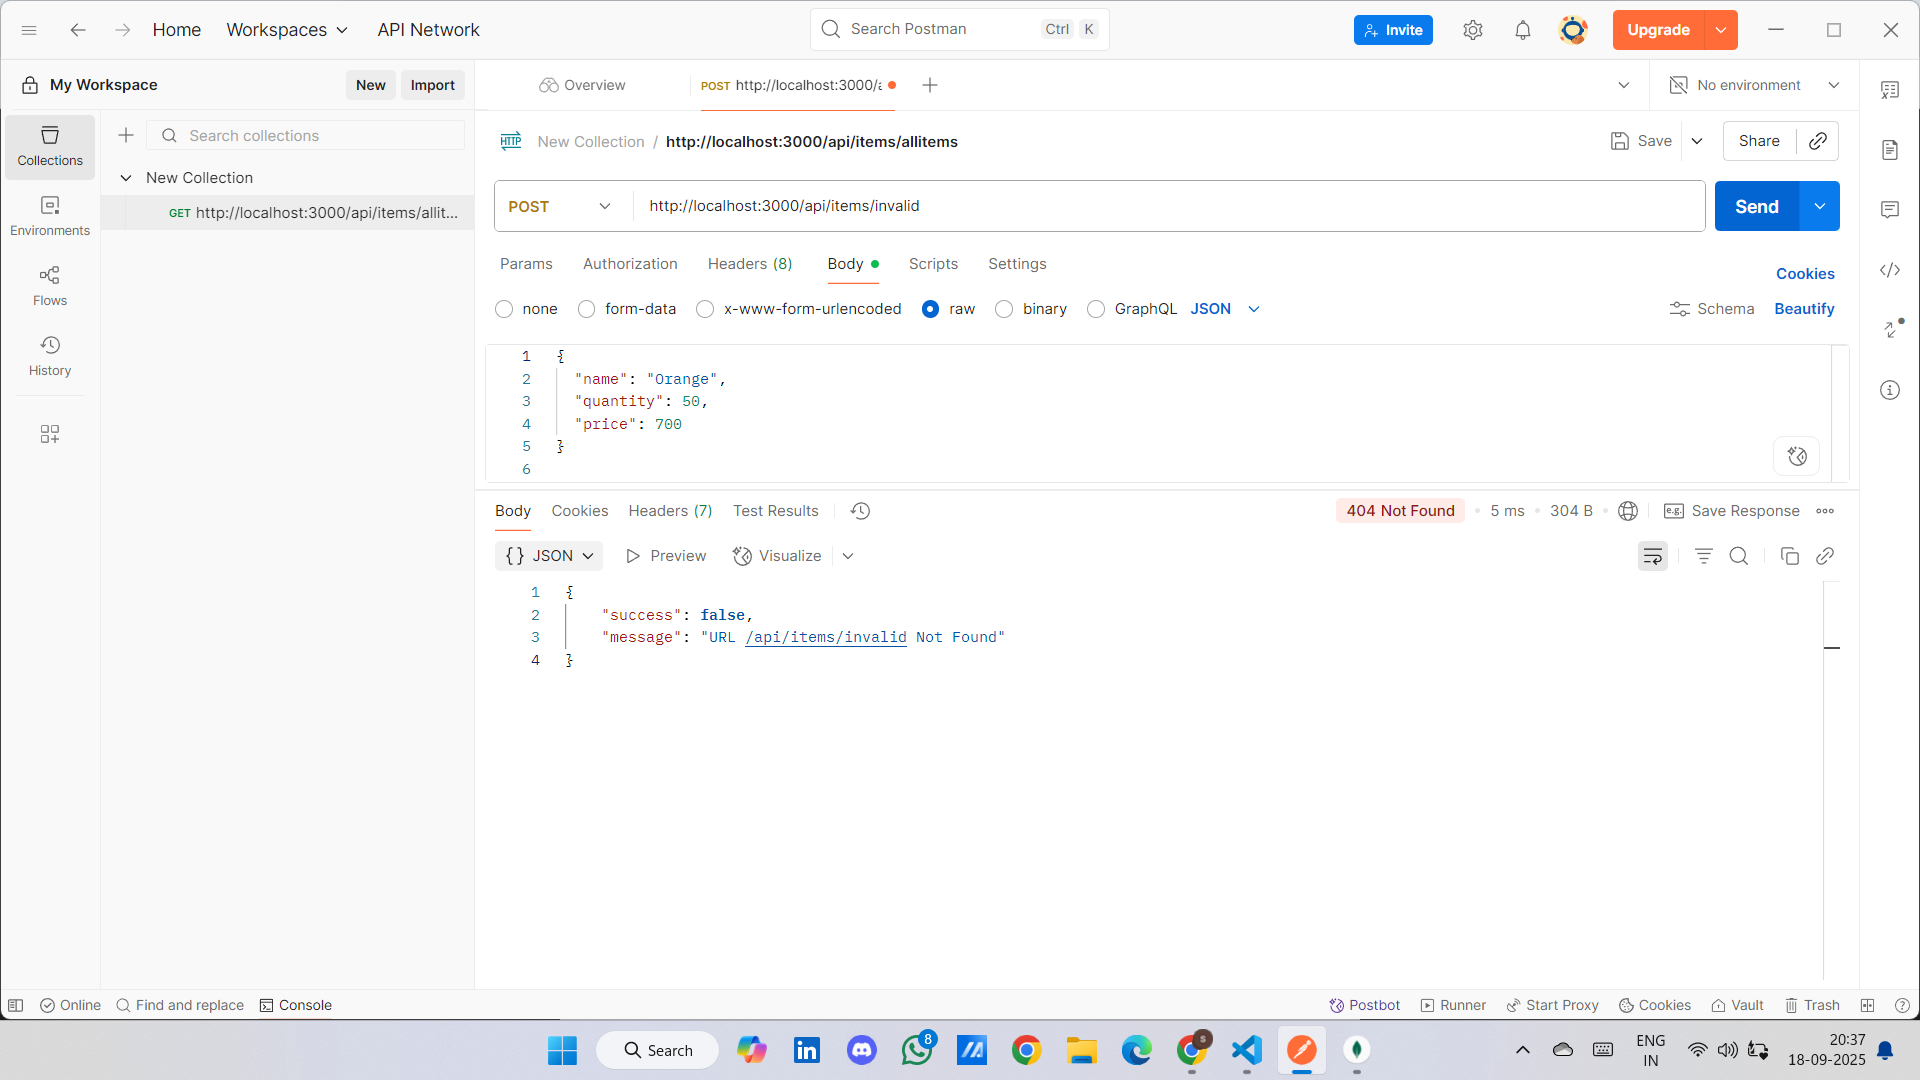 Home
Workspaces
API Network
Search Postman
Ctrl K
Invite
Upgrade
My Workspace
New
Import
Overview
POST http://localhost:3000/a
No environment
Collections
Search collections
New Collection
GET http://localhost:3000/api/items/allit...
Environments
Flows
History
HTTP
New Collection / http://localhost:3000/api/items/allitems
Save
Share
POST
http://localhost:3000/api/items/invalid
Send
Params
Authorization
Headers (8)
Body
Scripts
Settings
Cookies
none
form-data
x-www-form-urlencoded
raw
binary
GraphQL
JSON
Schema
Beautify
1 {
2 "name": "Orange",
3 "quantity": 50,
4 "price": 700
5 }
6
Body
Cookies
Headers (7)
Test Results
404 Not Found
5 ms
304 B
e.g.
Save Response
{} JSON
Preview
Visualize
1 {
2 "success": false,
3 "message": "URL /api/items/invalid Not Found"
4 }
Online
Find and replace
Console
Postbot
Runner
Start Proxy
Cookies
Vault
Trash
Search
8
ENG
IN
20:37
18-09-2025